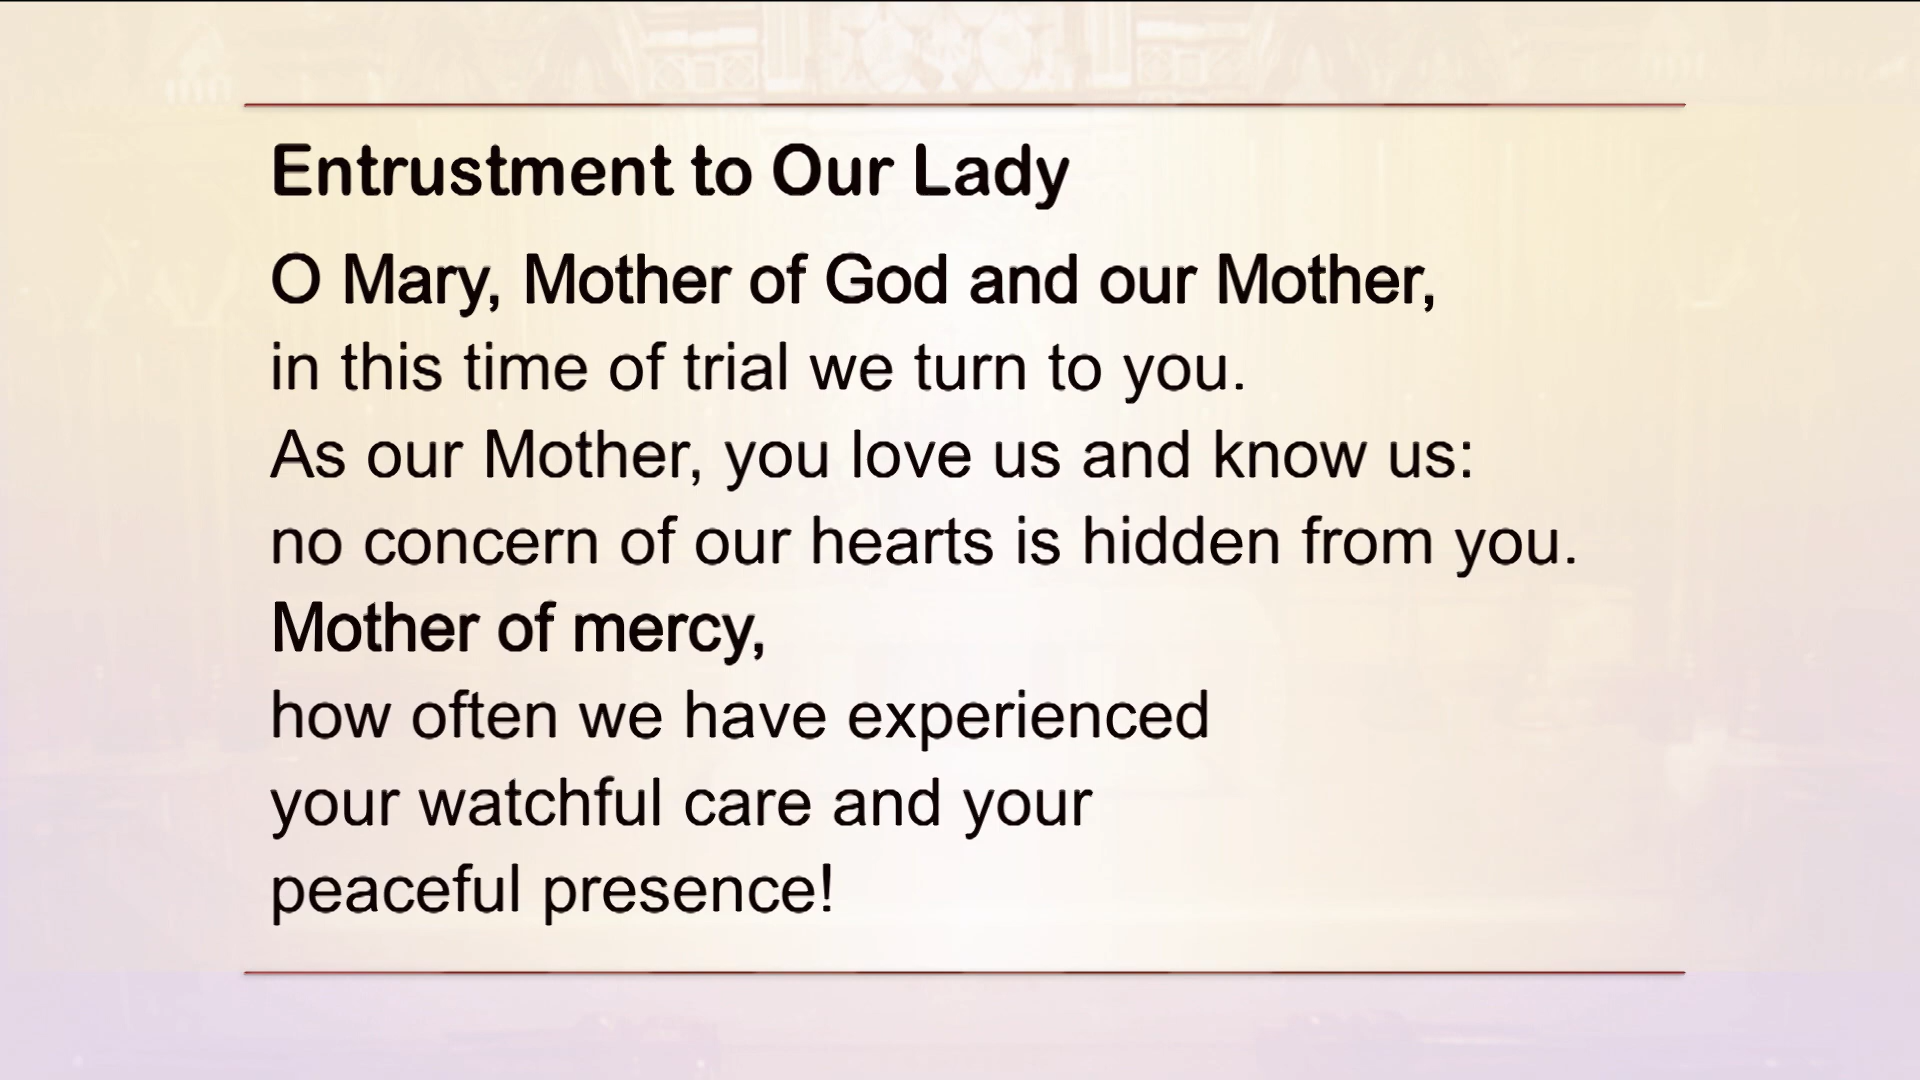 Entrustment to Our Lady
O Mary, Mother of God and our Mother,
in this time of trial we turn to you.
As our Mother, you love us and know us:
no concern of our hearts is hidden from you.
Mother of mercy,
how often we have experienced
your watchful care and your
peaceful presence!